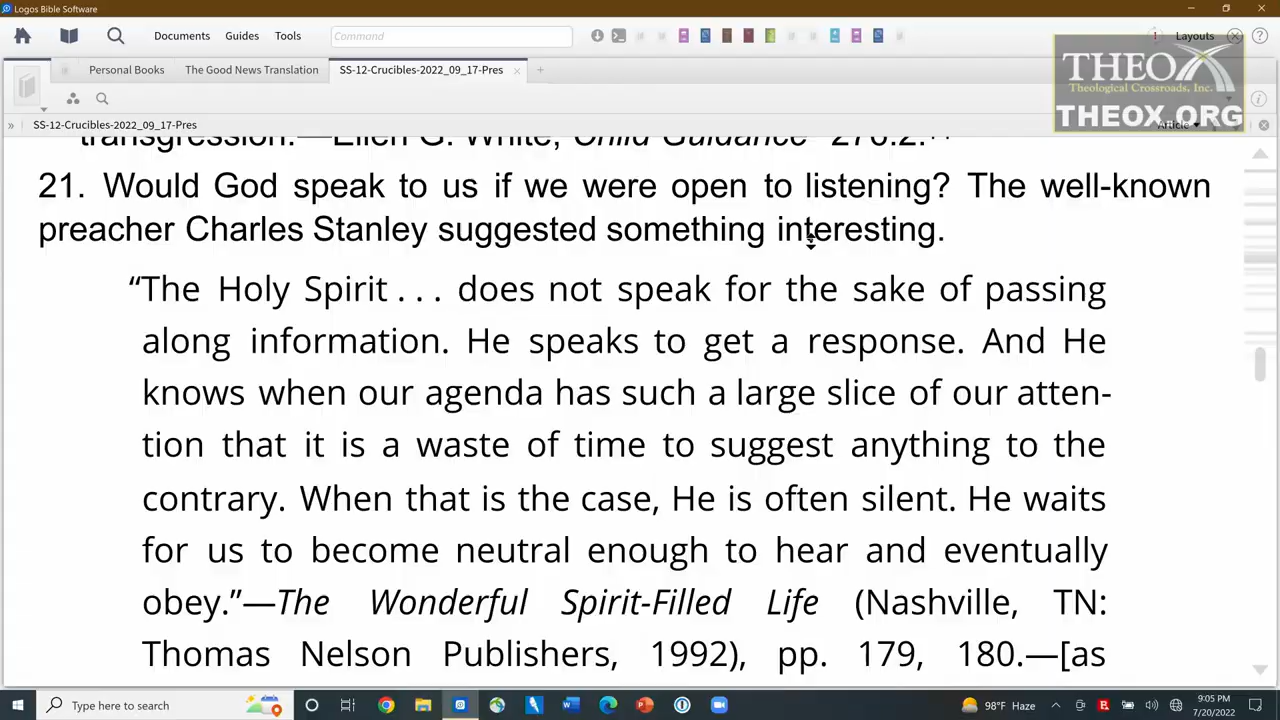 Logos Bible Software
Documents Guides Tools Command Layouts
Personal Books The Good News Translation SS-12-Crucibles-2022_09_17-Pres
THEOX
Theological Crossroads, Inc.
THEOX.ORG
SS-12-Crucibles-2022_09_17-Pres Article
transgression.—Ellen G. White, Child Guidance 276.2.
21. Would God speak to us if we were open to listening? The well-known
preacher Charles Stanley suggested something interesting.
“The Holy Spirit . . . does not speak for the sake of passing
along information. He speaks to get a response. And He
knows when our agenda has such a large slice of our atten-
tion that it is a waste of time to suggest anything to the
contrary. When that is the case, He is often silent. He waits
for us to become neutral enough to hear and eventually
obey.”—The Wonderful Spirit-Filled Life (Nashville, TN:
Thomas Nelson Publishers, 1992), pp. 179, 180.—[as
Type here to search 98°F Haze 9:05 PM
7/20/2022